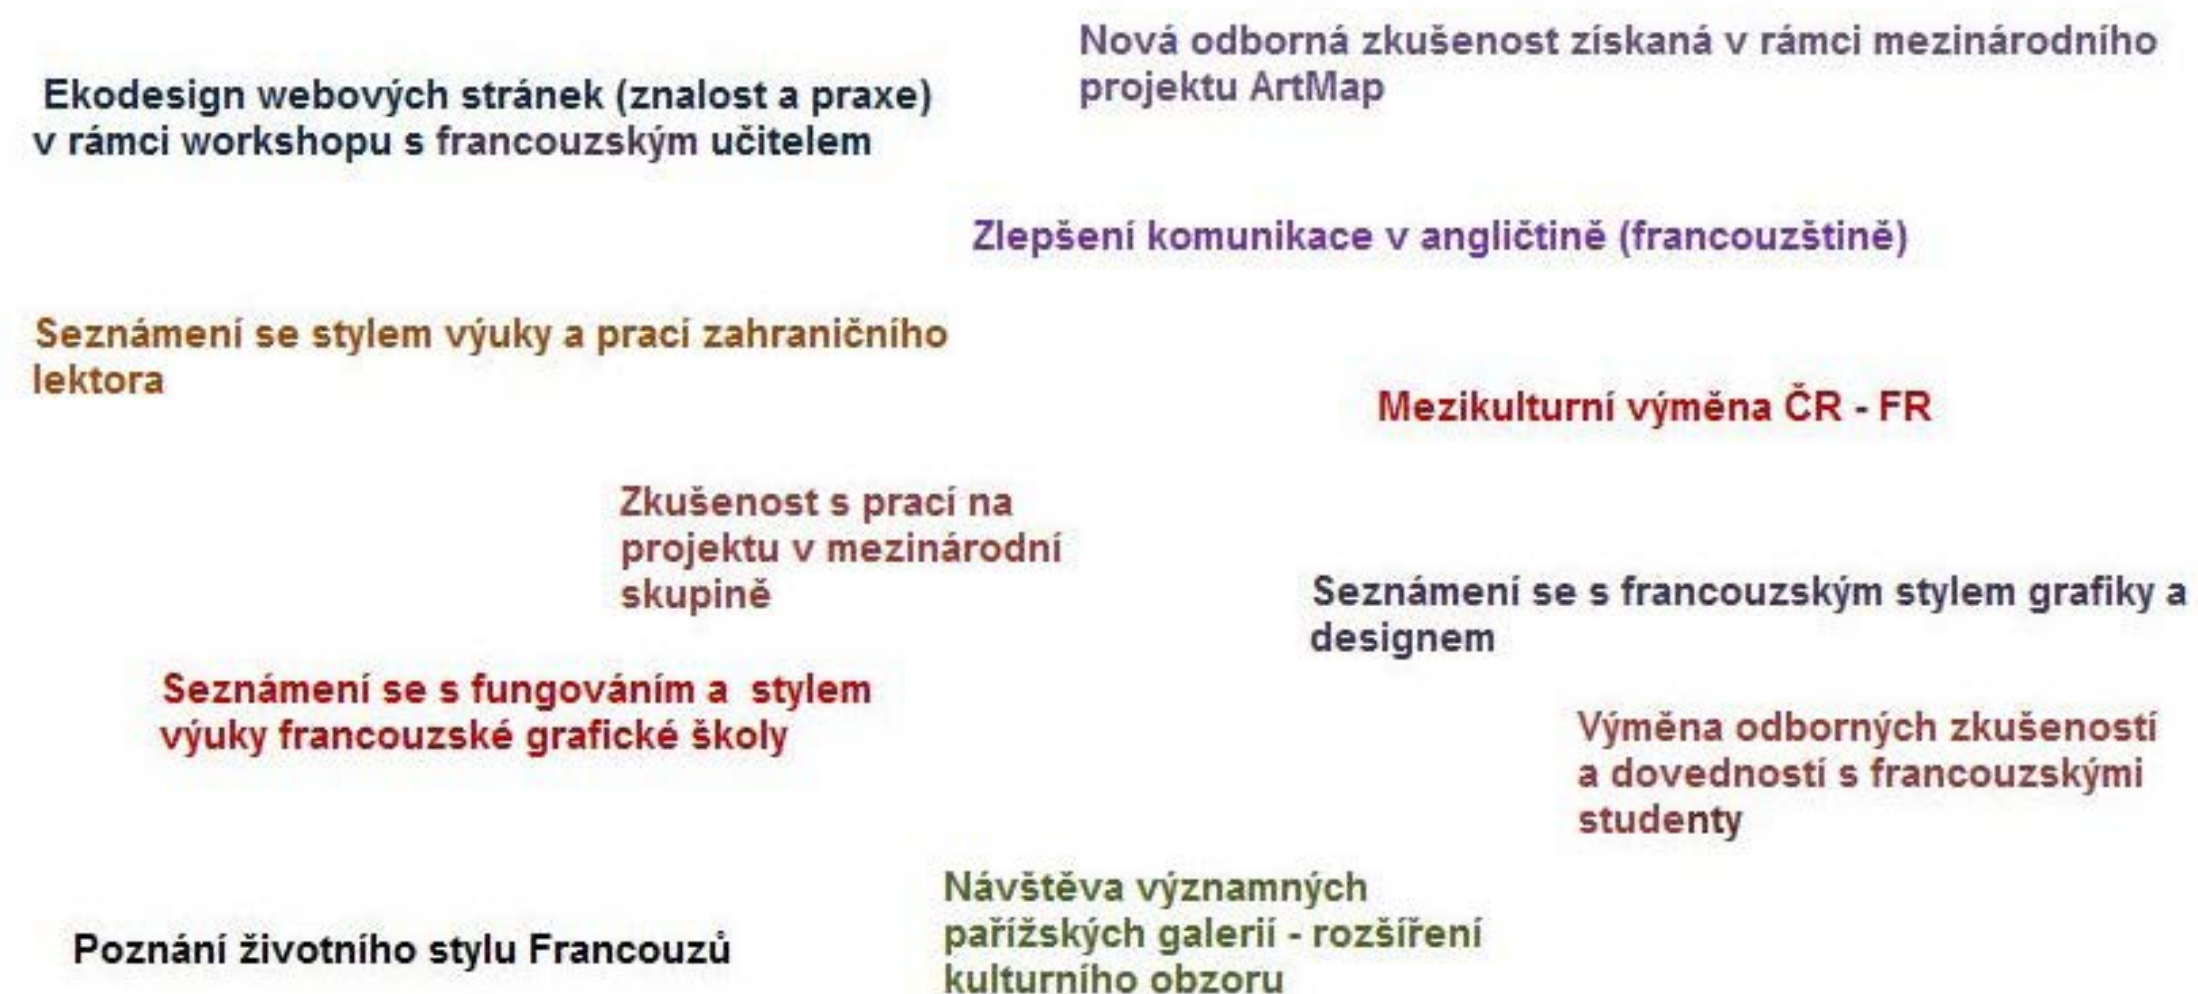 Nová odborná zkušenost získaná v rámci mezinárodního
projektu ArtMap
Ekodesign webových stránek (znalost a praxe)
v rámci workshopu s francouzským učitelem
Zlepšení komunikace v angličtině (francouzštině)
Seznámení se stylem výuky a prací zahraničního
lektora
Mezikulturní výměna ČR - FR
Zkušenost s prací na
projektu v mezinárodní
skupině
Seznámení se s francouzským stylem grafiky a
designem
Seznámení se s fungováním a stylem
výuky francouzské grafické školy
Výměna odborných zkušeností
a dovedností s francouzskými
studenty
Návštěva významných
pařížských galerií - rozšíření
kulturního obzoru
Poznání životního stylu Francouzů